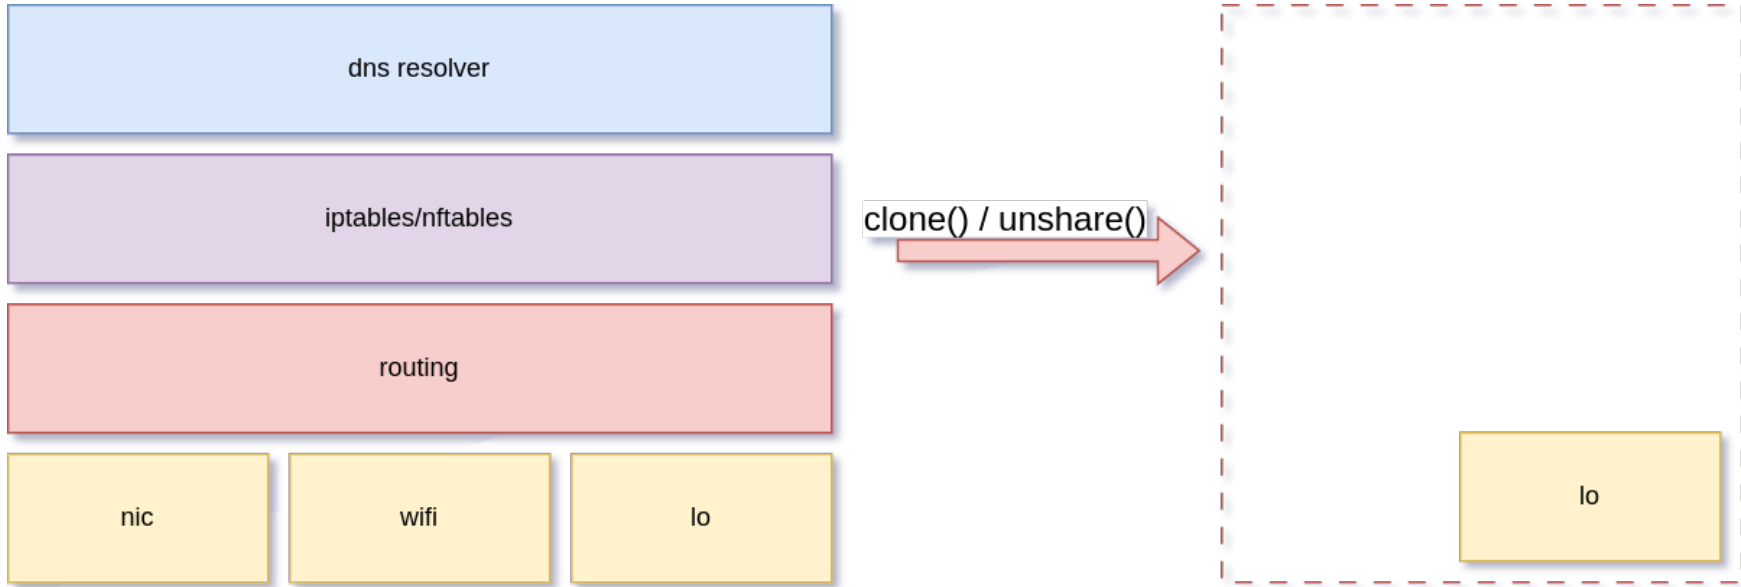 dns resolver
iptables/nftables
clone() / unshare()
routing
nic
wifi
lo
lo